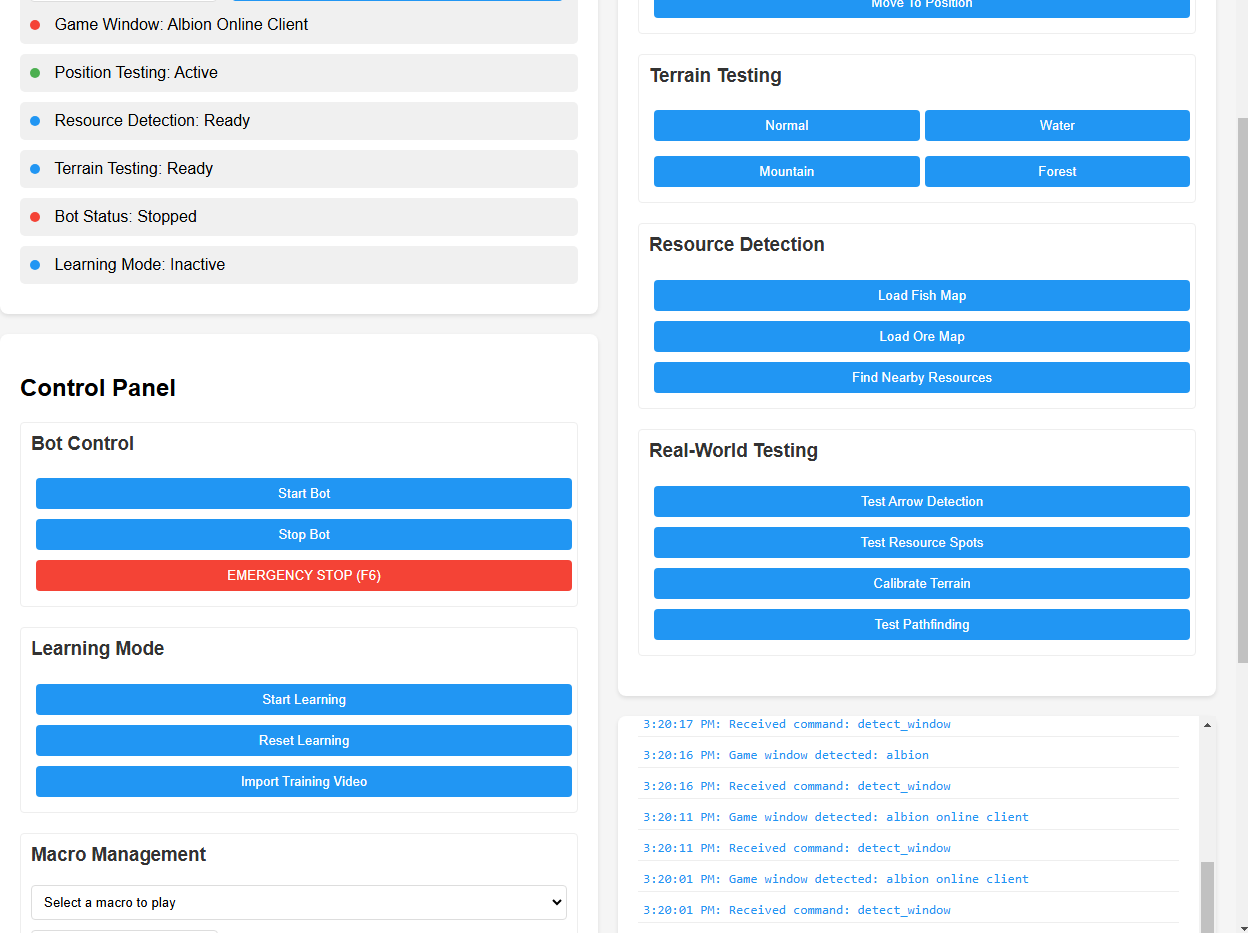 Game Window: Albion Online Client
Position Testing: Active
Resource Detection: Ready
Terrain Testing: Ready
Bot Status: Stopped
Learning Mode: Inactive
Control Panel
Bot Control
Start Bot
Stop Bot
EMERGENCY STOP (F6)
Learning Mode
Start Learning
Reset Learning
Import Training Video
Macro Management
Select a macro to play
Move To Position
Terrain Testing
Normal
Water
Mountain
Forest
Resource Detection
Load Fish Map
Load Ore Map
Find Nearby Resources
Real-World Testing
Test Arrow Detection
Test Resource Spots
Calibrate Terrain
Test Pathfinding
3:20:17 PM: Received command: detect_window
3:20:16 PM: Game window detected: albion
3:20:16 PM: Received command: detect_window
3:20:11 PM: Game window detected: albion online client
3:20:11 PM: Received command: detect_window
3:20:01 PM: Game window detected: albion online client
3:20:01 PM: Received command: detect_window